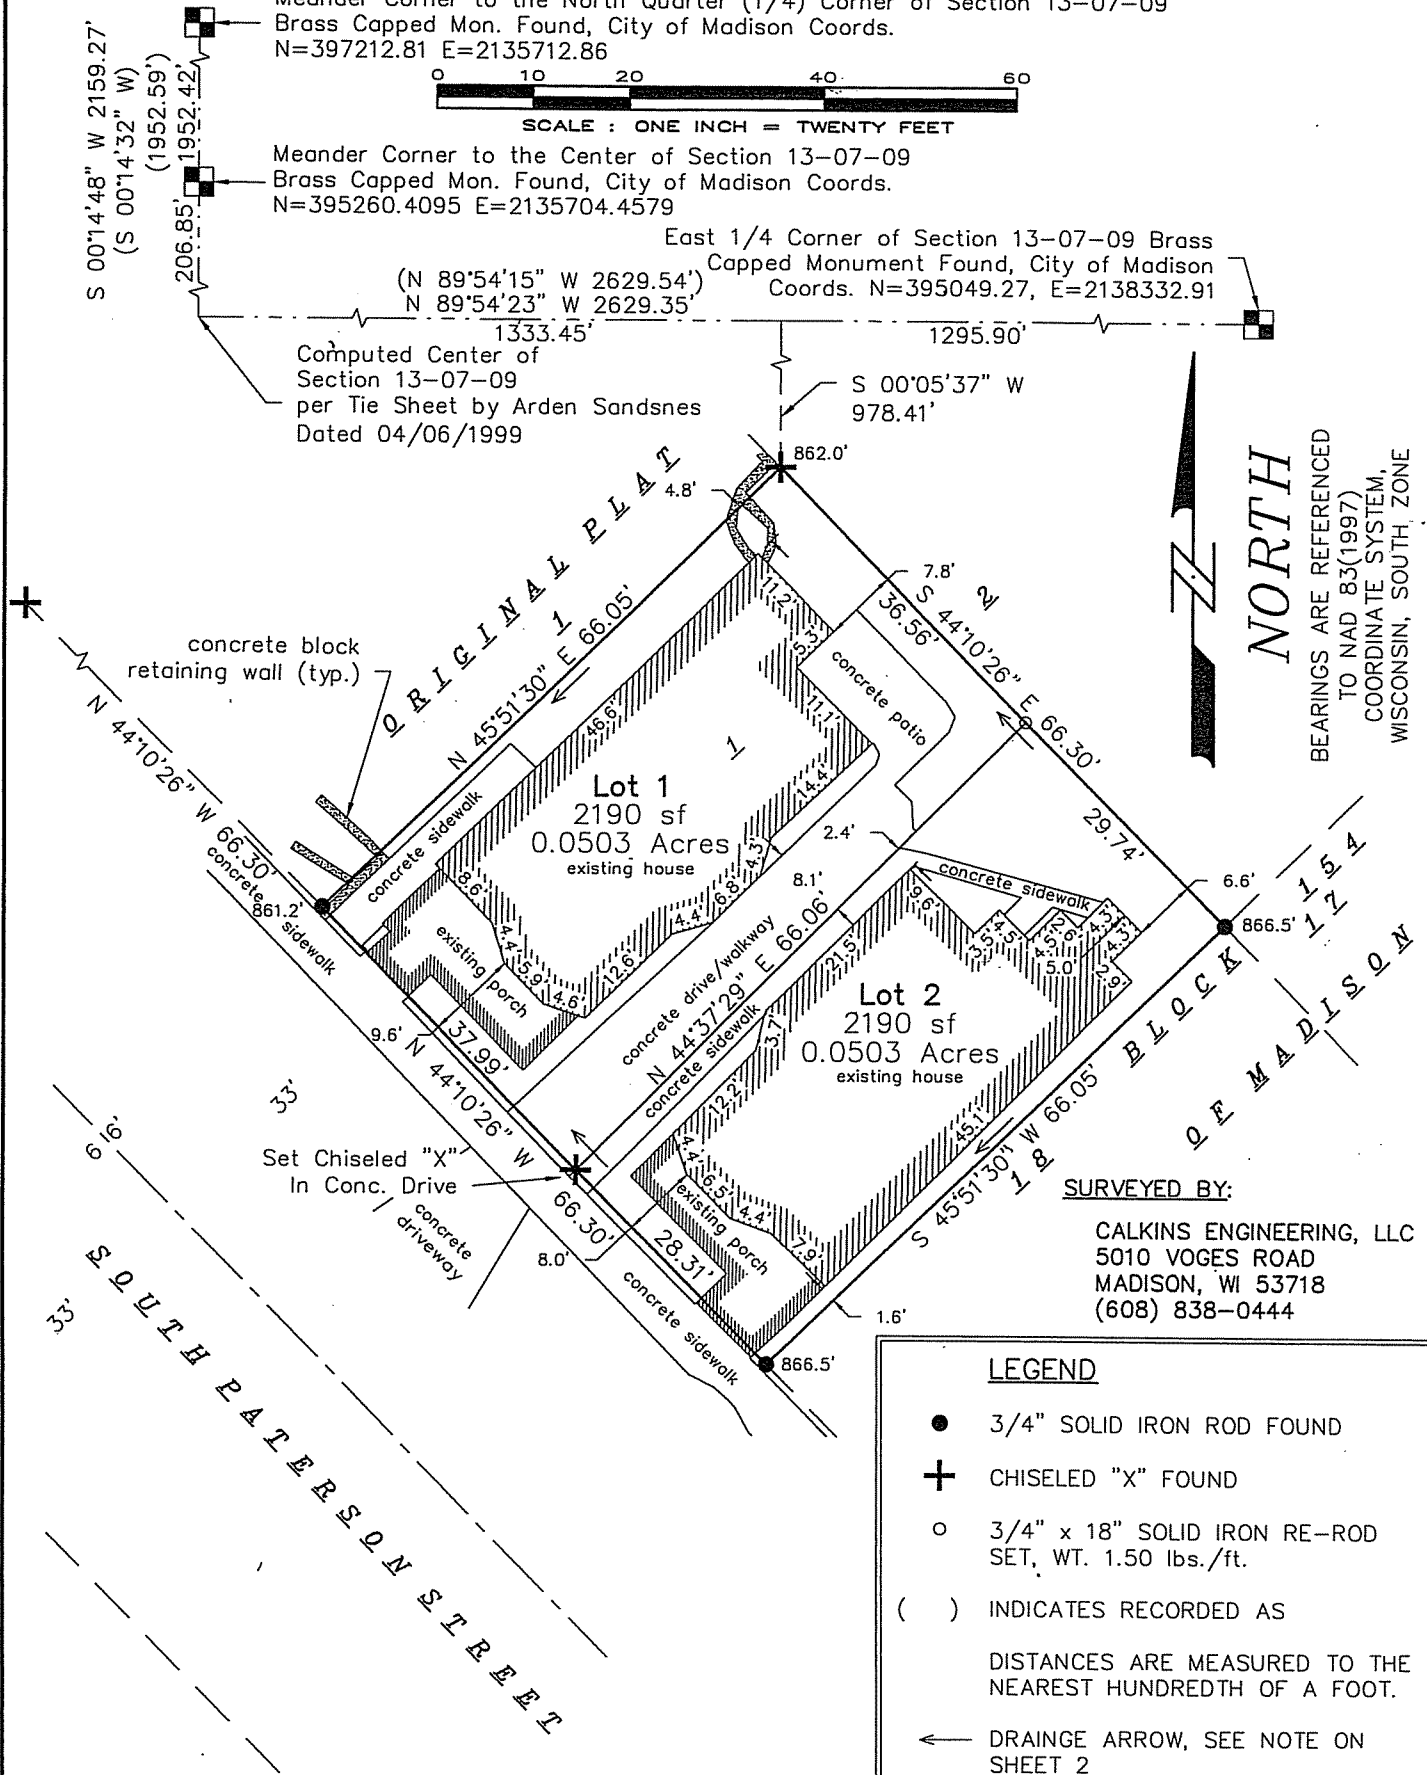 Meander Corner to the North Quarter (1/4) Corner of Section 13-07-09
Brass Capped Mon. Found, City of Madison Coords.
N=397212.81 E=2135712.86
S 00°14'48" W 2159.27'
(S 00°14'32" W)
(1952.59')
1952.42'
206.85'
0 10 20 40 60
SCALE : ONE INCH = TWENTY FEET
Meander Corner to the Center of Section 13-07-09
Brass Capped Mon. Found, City of Madison Coords.
N=395260.4095 E=2135704.4579
East 1/4 Corner of Section 13-07-09 Brass
Capped Monument Found, City of Madison
Coords. N=395049.27, E=2138332.91
(N 89°54'15" W 2629.54')
N 89°54'23" W 2629.35'
1333.45'
1295.90'
Computed Center of
Section 13-07-09
per Tie Sheet by Arden Sandsnes
Dated 04/06/1999
S 00°05'37" W
978.41'
NORTH
BEARINGS ARE REFERENCED
TO NAD 83(1997)
COORDINATE SYSTEM,
WISCONSIN, SOUTH ZONE
862.0'
4.8'
ORIGINAL PLAT
1
N 45°51'30" E 66.05'
concrete block
retaining wall (typ.)
N 44°10'26" W 66.30'
concrete sidewalk
861.2'
concrete sidewalk
46.6'
11.2'
5.3'
11.1'
14.4'
4.3'
6.8'
4.4'
12.6'
4.6'
5.9'
4.4'
8.6'
1
Lot 1
2190 sf
0.0503 Acres
existing house
existing porch
concrete patio
7.8'
36.56'
2
S 44°10'26" E 66.30'
29.74'
2.4'
8.1'
concrete drive/walkway
N 44°37'29" E 66.06'
concrete sidewalk
concrete sidewalk
6.6'
866.5'
154
17
9.6'
3.5'
4.5'
4.5'
2.6'
4.3'
4.3'
5.0'
2.9'
21.5'
3.1'
12.2'
4.4'
6.5'
4.4'
7.9'
45.1'
Lot 2
2190 sf
0.0503 Acres
existing house
existing porch
BLOCK
OF MADISON
S 45°51'30" W 66.05'
18
9.6'
37.99'
N 44°10'26" W
66.30'
28.31'
8.0'
33'
66'
33'
Set Chiseled "X"
In Conc. Drive
concrete
driveway
concrete sidewalk
1.6'
866.5'
SOUTH PATERSON STREET
SURVEYED BY:
CALKINS ENGINEERING, LLC
5010 VOGES ROAD
MADISON, WI 53718
(608) 838-0444
LEGEND
3/4" SOLID IRON ROD FOUND
CHISELED "X" FOUND
3/4" x 18" SOLID IRON RE-ROD
SET, WT. 1.50 lbs./ft.
( ) INDICATES RECORDED AS
DISTANCES ARE MEASURED TO THE
NEAREST HUNDREDTH OF A FOOT.
DRAINGE ARROW, SEE NOTE ON
SHEET 2